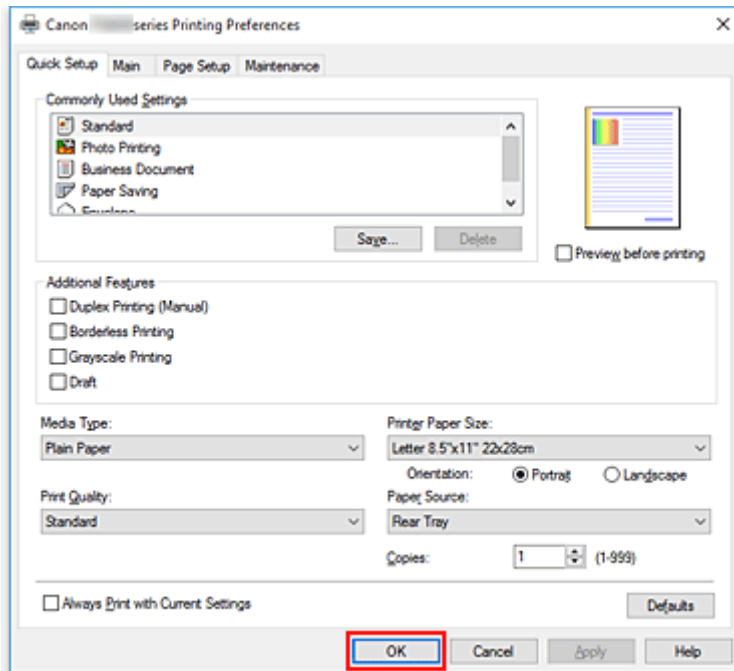 Canon series Printing Preferences
Quick Setup Main Page Setup Maintenance
Commonly Used Settings
Standard
Photo Printing
Business Document
Paper Saving
Envelope
Save... Delete
Preview before printing
Additional Features
Duplex Printing (Manual)
Borderless Printing
Grayscale Printing
Draft
Media Type:
Plain Paper
Printer Paper Size:
Letter 8.5"x11" 22x28cm
Orientation: Portrait Landscape
Print Quality:
Standard
Paper Source:
Rear Tray
Copies: 1 (1-999)
Always Print with Current Settings
Defaults
OK Cancel Apply Help